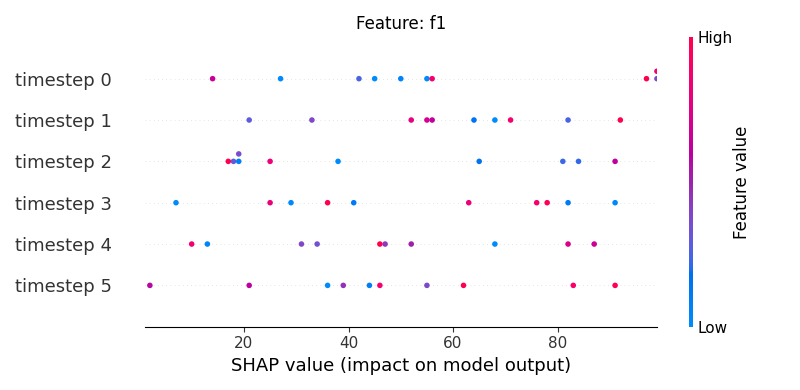 Feature: f1
High
timestep 0
timestep 1
timestep 2
timestep 3
timestep 4
timestep 5
Feature value
Low
20 40 60 80
SHAP value (impact on model output)